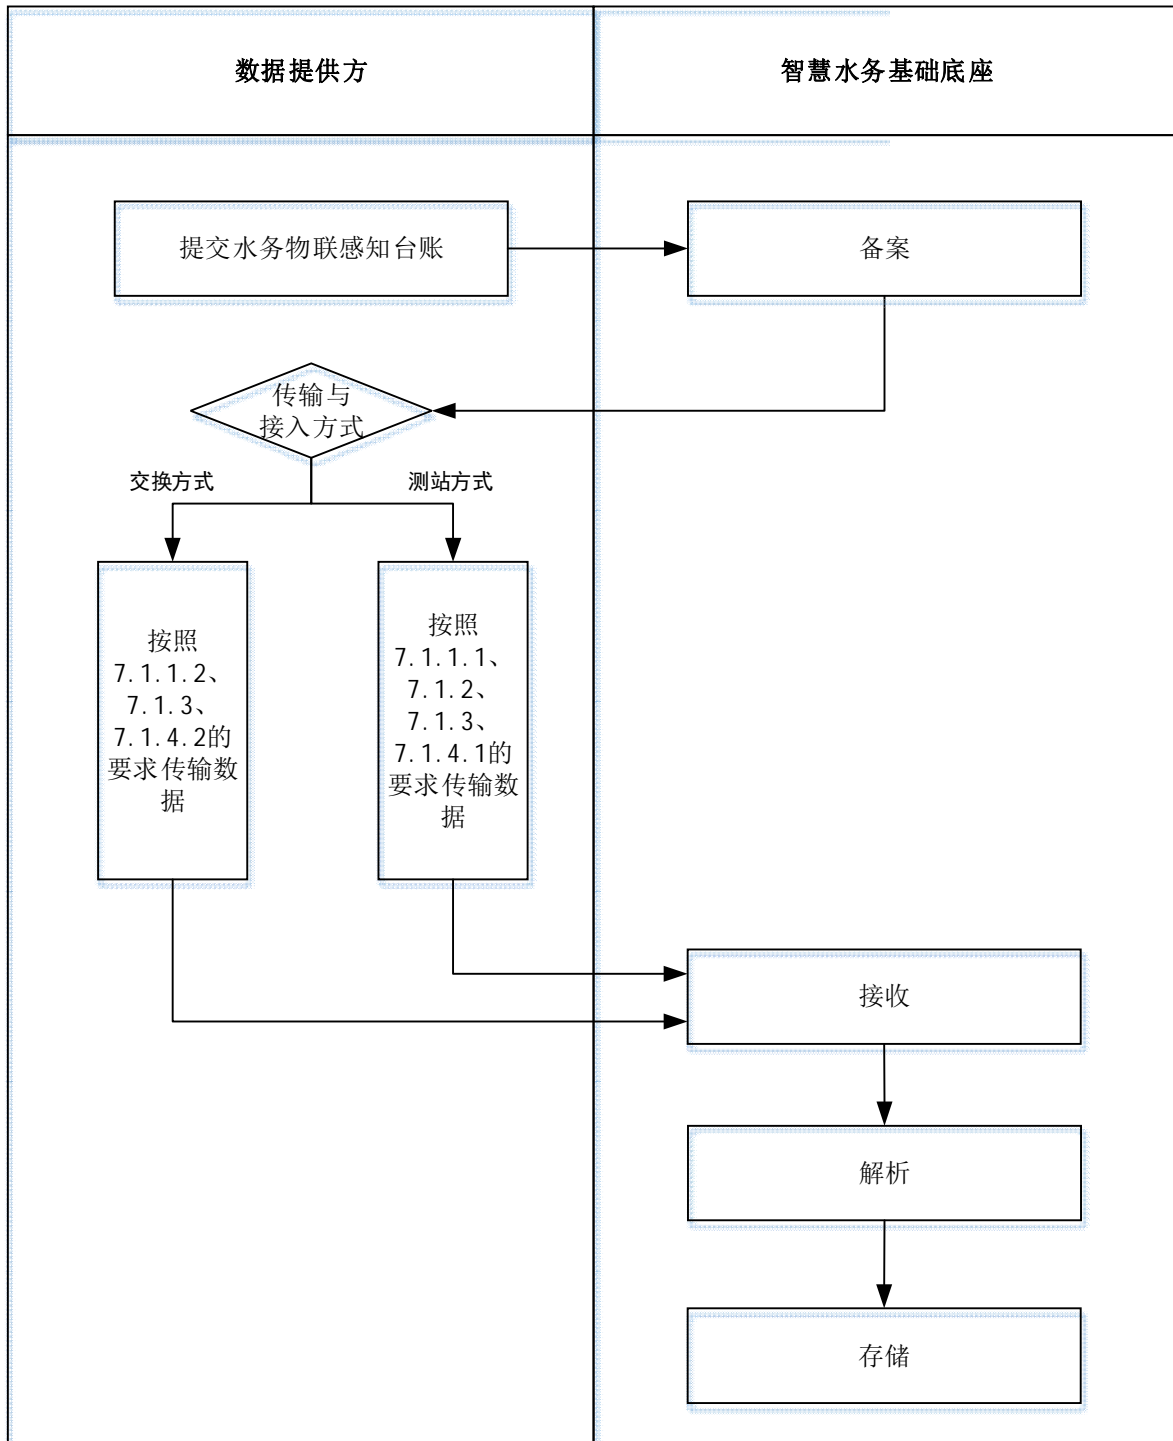 数据提供方
智慧水务基础底座
提交水务物联感知台账
备案
传输与
接入方式
交换方式
测站方式
按照
7.1.1.2、
7.1.3、
7.1.4.2的
要求传输数
据
按照
7.1.1.1、
7.1.2、
7.1.3、
7.1.4.1的
要求传输数
据
接收
解析
存储